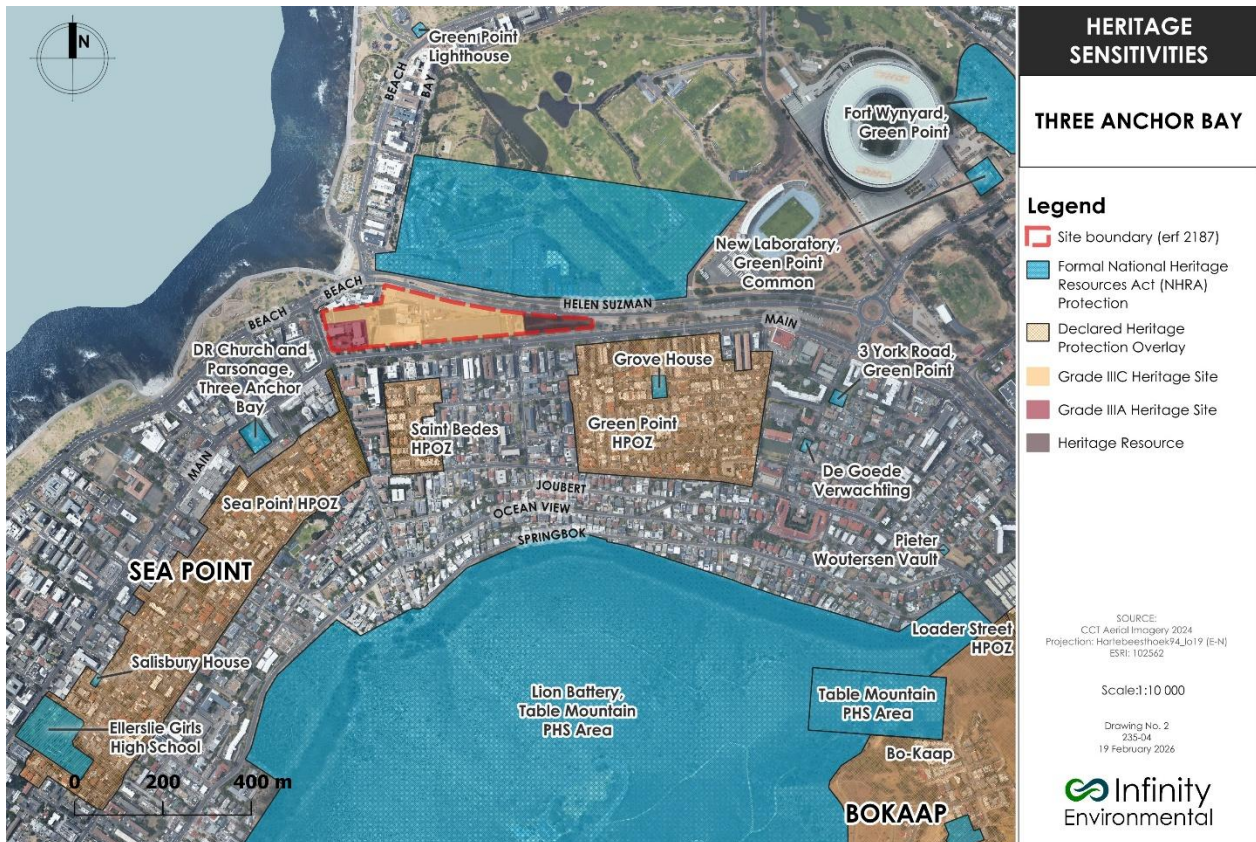 N
Green Point
Lighthouse
BEACH
BAY
Fort Wynyard,
Green Point
New Laboratory,
Green Point
Common
BEACH
BEACH
HELEN SUZMAN
MAIN
DR Church and
Parsonage,
Three Anchor
Bay
Grove House
3 York Road,
Green Point
Saint Bedes
HPOZ
Green Point
HPOZ
MAIN
Sea Point HPOZ
De Goede
Verwachting
JOUBERT
OCEAN VIEW
SPRINGBOK
Pieter
Woutersen Vault
SEA POINT
Loader Street
HPOZ
Salisbury House
Lion Battery,
Table Mountain
PHS Area
Table Mountain
PHS Area
Ellerslie Girls
High School
Bo-Kaap
0 200 400 m
BOKAAP
HERITAGE
SENSITIVITIES
THREE ANCHOR BAY
Legend
Site boundary (erf 2187)
Formal National Heritage
Resources Act (NHRA)
Protection
Declared Heritage
Protection Overlay
Grade IIIC Heritage Site
Grade IIIA Heritage Site
Heritage Resource
SOURCE:
CCT Aerial Imagery 2024
Projection: Hartebeesthoek94_lo19 (E-N)
ESRI: 102562
Scale:1:10 000
Drawing No. 2
235-04
19 February 2026
Infinity
Environmental